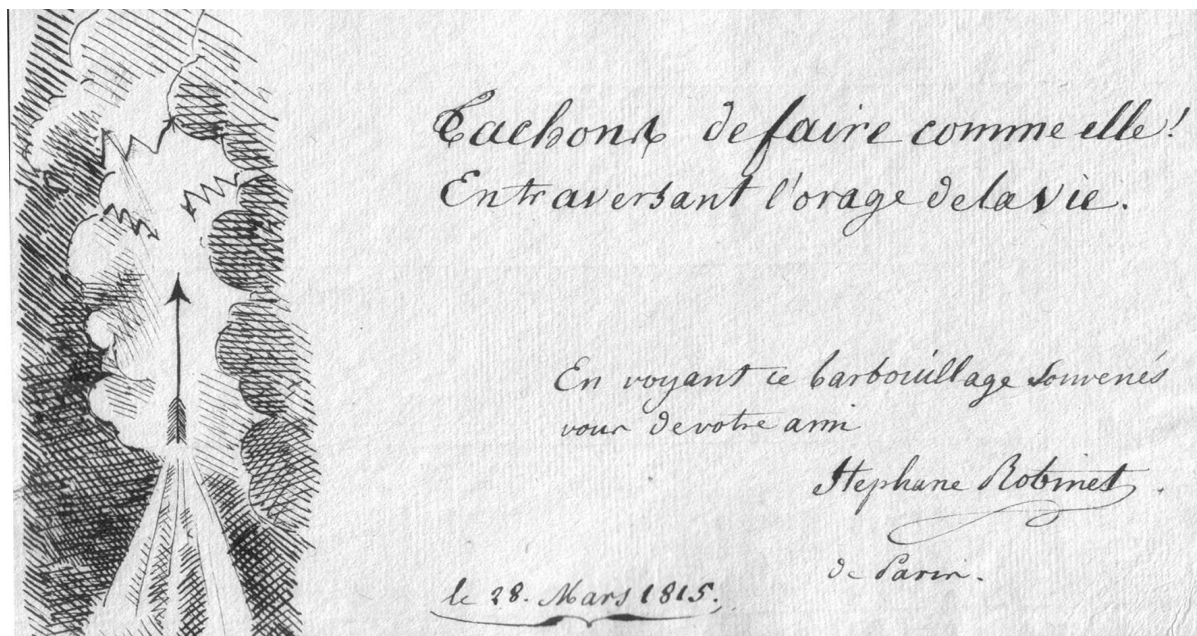 Tachons de faire comme elle!
En traversant l'orage de la vie.
En voyant ce barbouillage souvenés
vous de votre ami
Stephane Robinet.
de Paris.
le 28. Mars 1815.